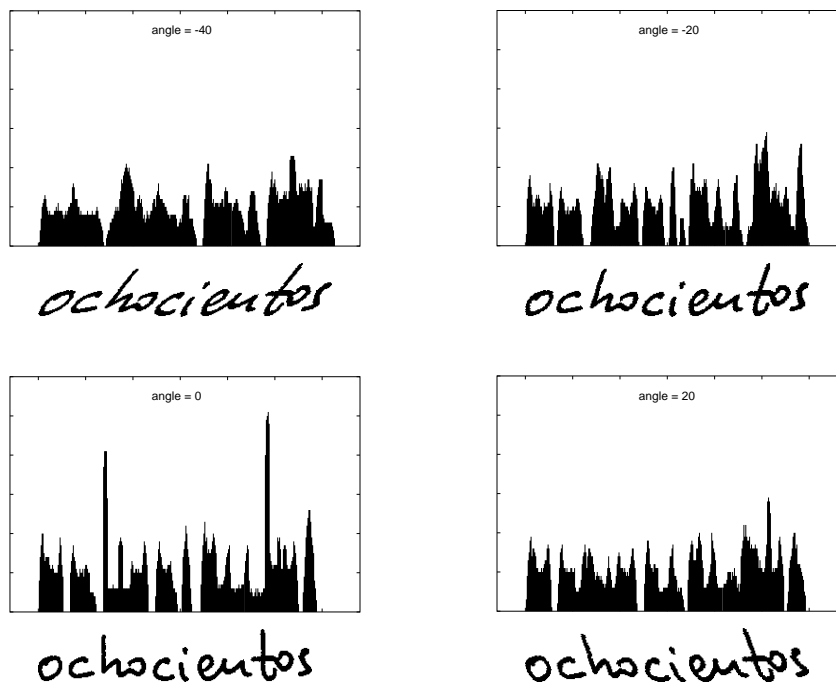 angle = -40
angle = -20
ochocientos
ochocientos
angle = 0
angle = 20
ochocientos
ochocientos